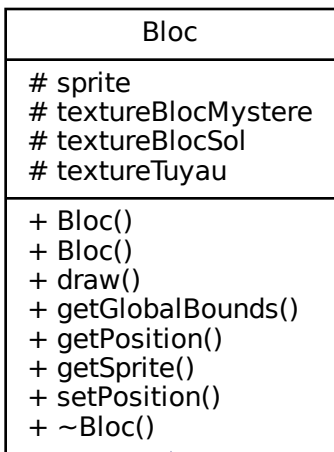 Bloc
# sprite
# textureBlocMystere
# textureBlocSol
# textureTuyau
+ Bloc()
+ Bloc()
+ draw()
+ getGlobalBounds()
+ getPosition()
+ getSprite()
+ setPosition()
+ ~Bloc()